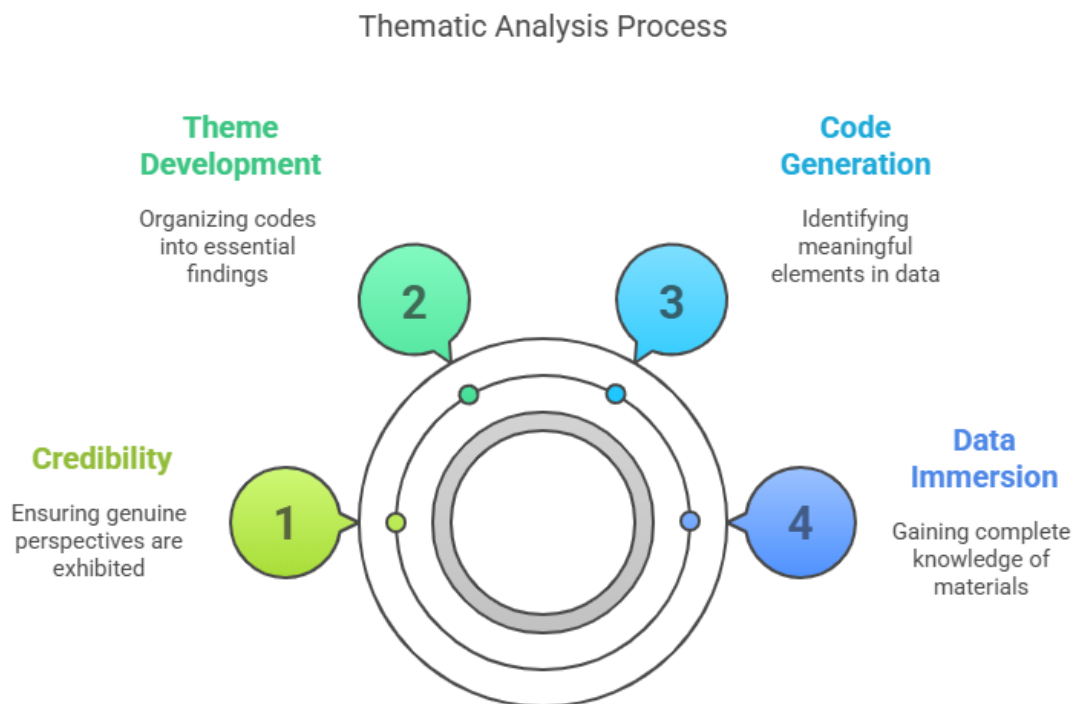 Thematic Analysis Process
Theme
Development
Organizing codes
into essential
findings
2
Code
Generation
Identifying
meaningful
elements in data
3
Credibility
Ensuring genuine
perspectives are
exhibited
1
Data
Immersion
Gaining complete
knowledge of
materials
4